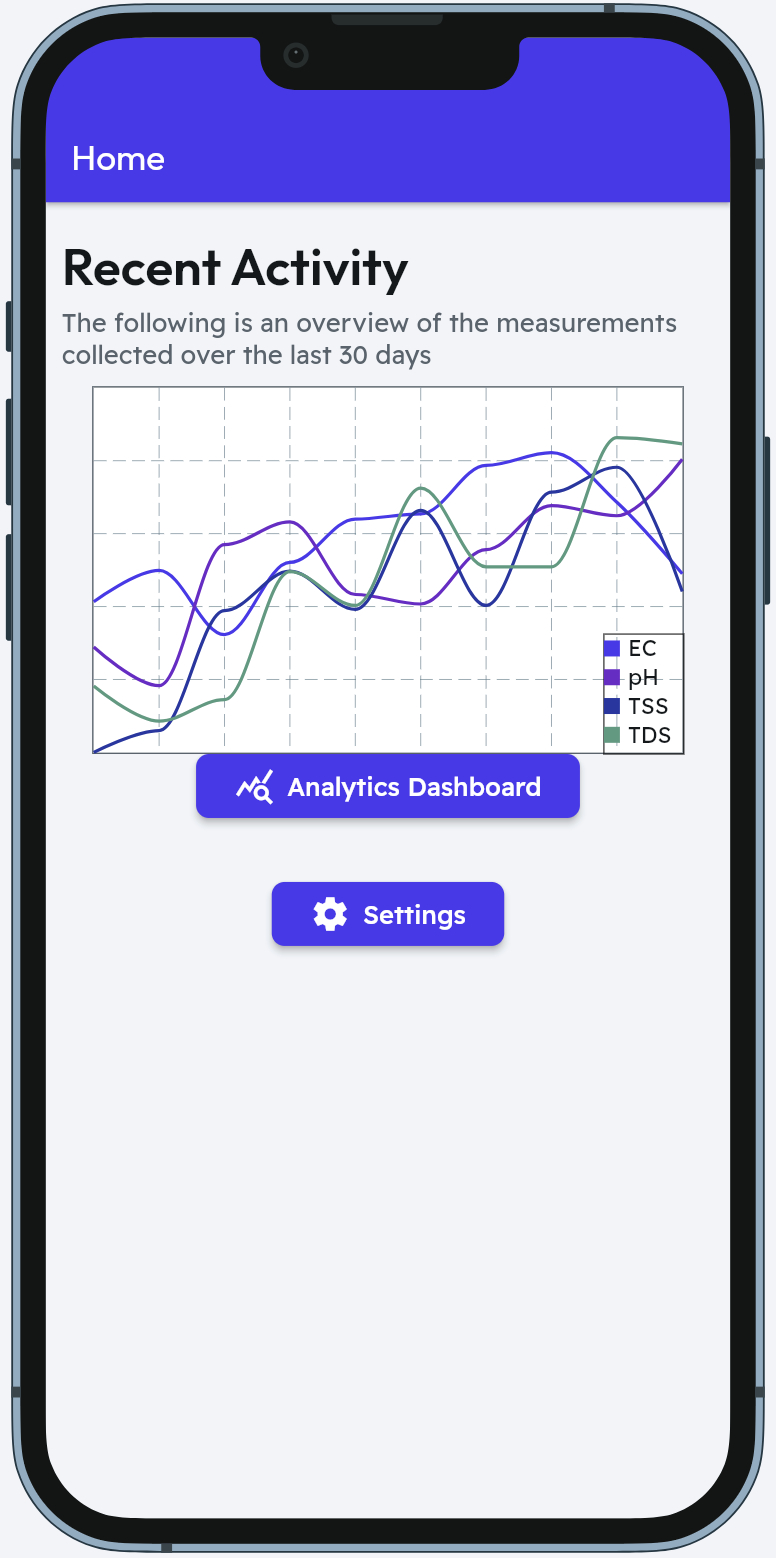 Home
Recent Activity
The following is an overview of the measurements
collected over the last 30 days
EC
pH
TSS
TDS
Analytics Dashboard
Settings